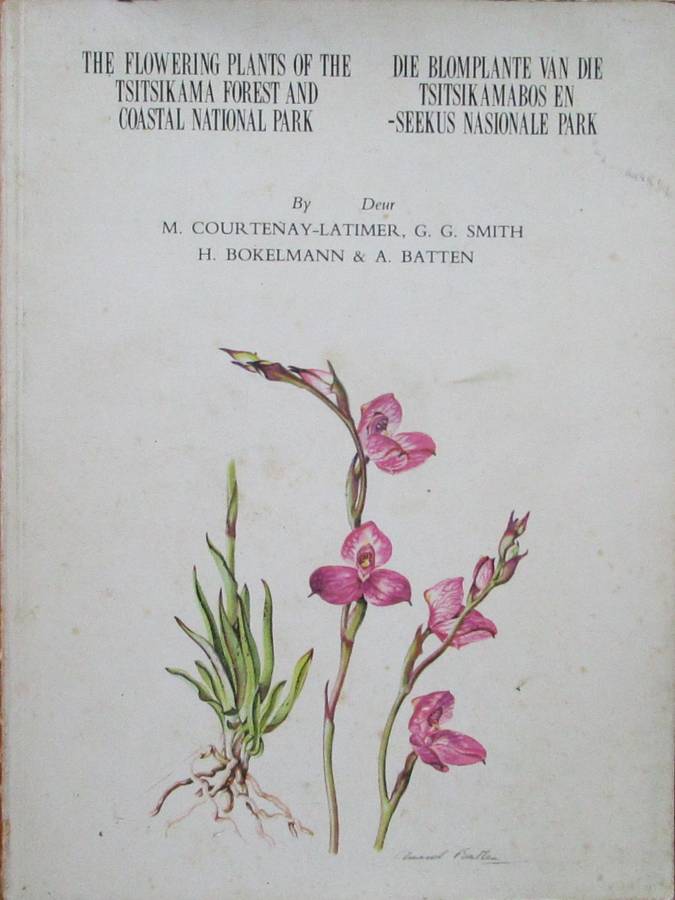 THE FLOWERING PLANTS OF THE
TSITSIKAMA FOREST AND
COASTAL NATIONAL PARK
DIE BLOMPLANTE VAN DIE
TSITSIKAMABOS EN
-SEEKUS NASIONALE PARK
By Deur
M. COURTENAY-LATIMER, G. G. SMITH
H. BOKELMANN & A. BATTEN
Batten